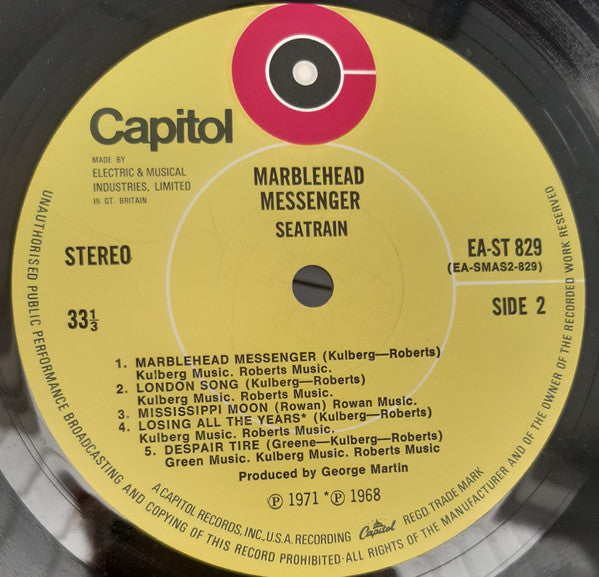 Capitol
MADE BY
ELECTRIC & MUSICAL
INDUSTRIES, LIMITED
IN GT. BRITAIN
MARBLEHEAD
MESSENGER
SEATRAIN
STEREO
EA-ST 829
(EA-SMAS2-829)
33⅓
SIDE 2
1. MARBLEHEAD MESSENGER (Kulberg—Roberts)
Kulberg Music. Roberts Music.
2. LONDON SONG (Kulberg—Roberts)
Kulberg Music. Roberts Music.
3. MISSISSIPPI MOON (Rowan) Rowan Music.
4. LOSING ALL THE YEARS* (Kulberg—Roberts)
Kulberg Music. Roberts Music.
5. DESPAIR TIRE (Greene—Kulberg—Roberts)
Green Music. Kulberg Music. Roberts Music
Produced by George Martin
℗ 1971 *℗ 1968
A CAPITOL RECORDS, INC., U.S.A. RECORDING Capitol REGD. TRADE MARK
UNAUTHORISED PUBLIC PERFORMANCE BROADCASTING AND COPYING OF THIS RECORD PROHIBITED·ALL RIGHTS OF THE MANUFACTURER AND OF THE OWNER OF THE RECORDED WORK RESERVED